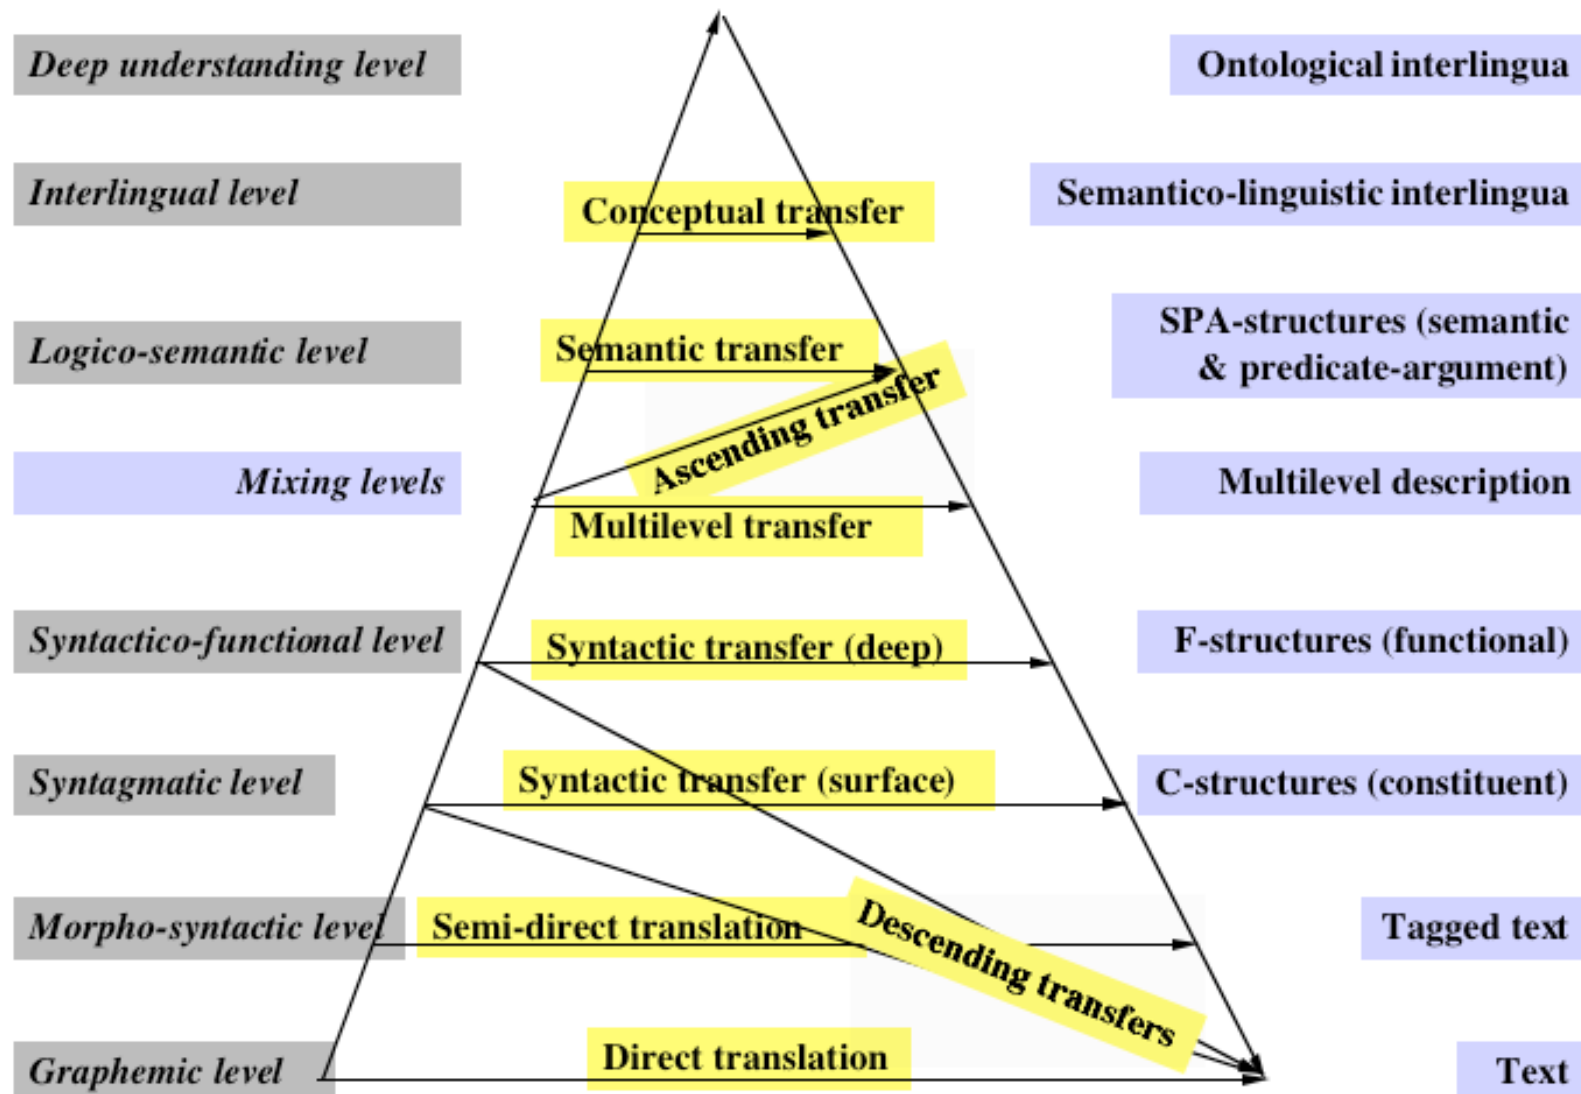 Deep understanding level
Ontological interlingua
Interlingual level
Conceptual transfer
Semantico-linguistic interlingua
Logico-semantic level
Semantic transfer
SPA-structures (semantic
& predicate-argument)
Ascending transfer
Mixing levels
Multilevel transfer
Multilevel description
Syntactico-functional level
Syntactic transfer (deep)
F-structures (functional)
Syntagmatic level
Syntactic transfer (surface)
C-structures (constituent)
Morpho-syntactic level
Semi-direct translation
Descending transfers
Tagged text
Graphemic level
Direct translation
Text